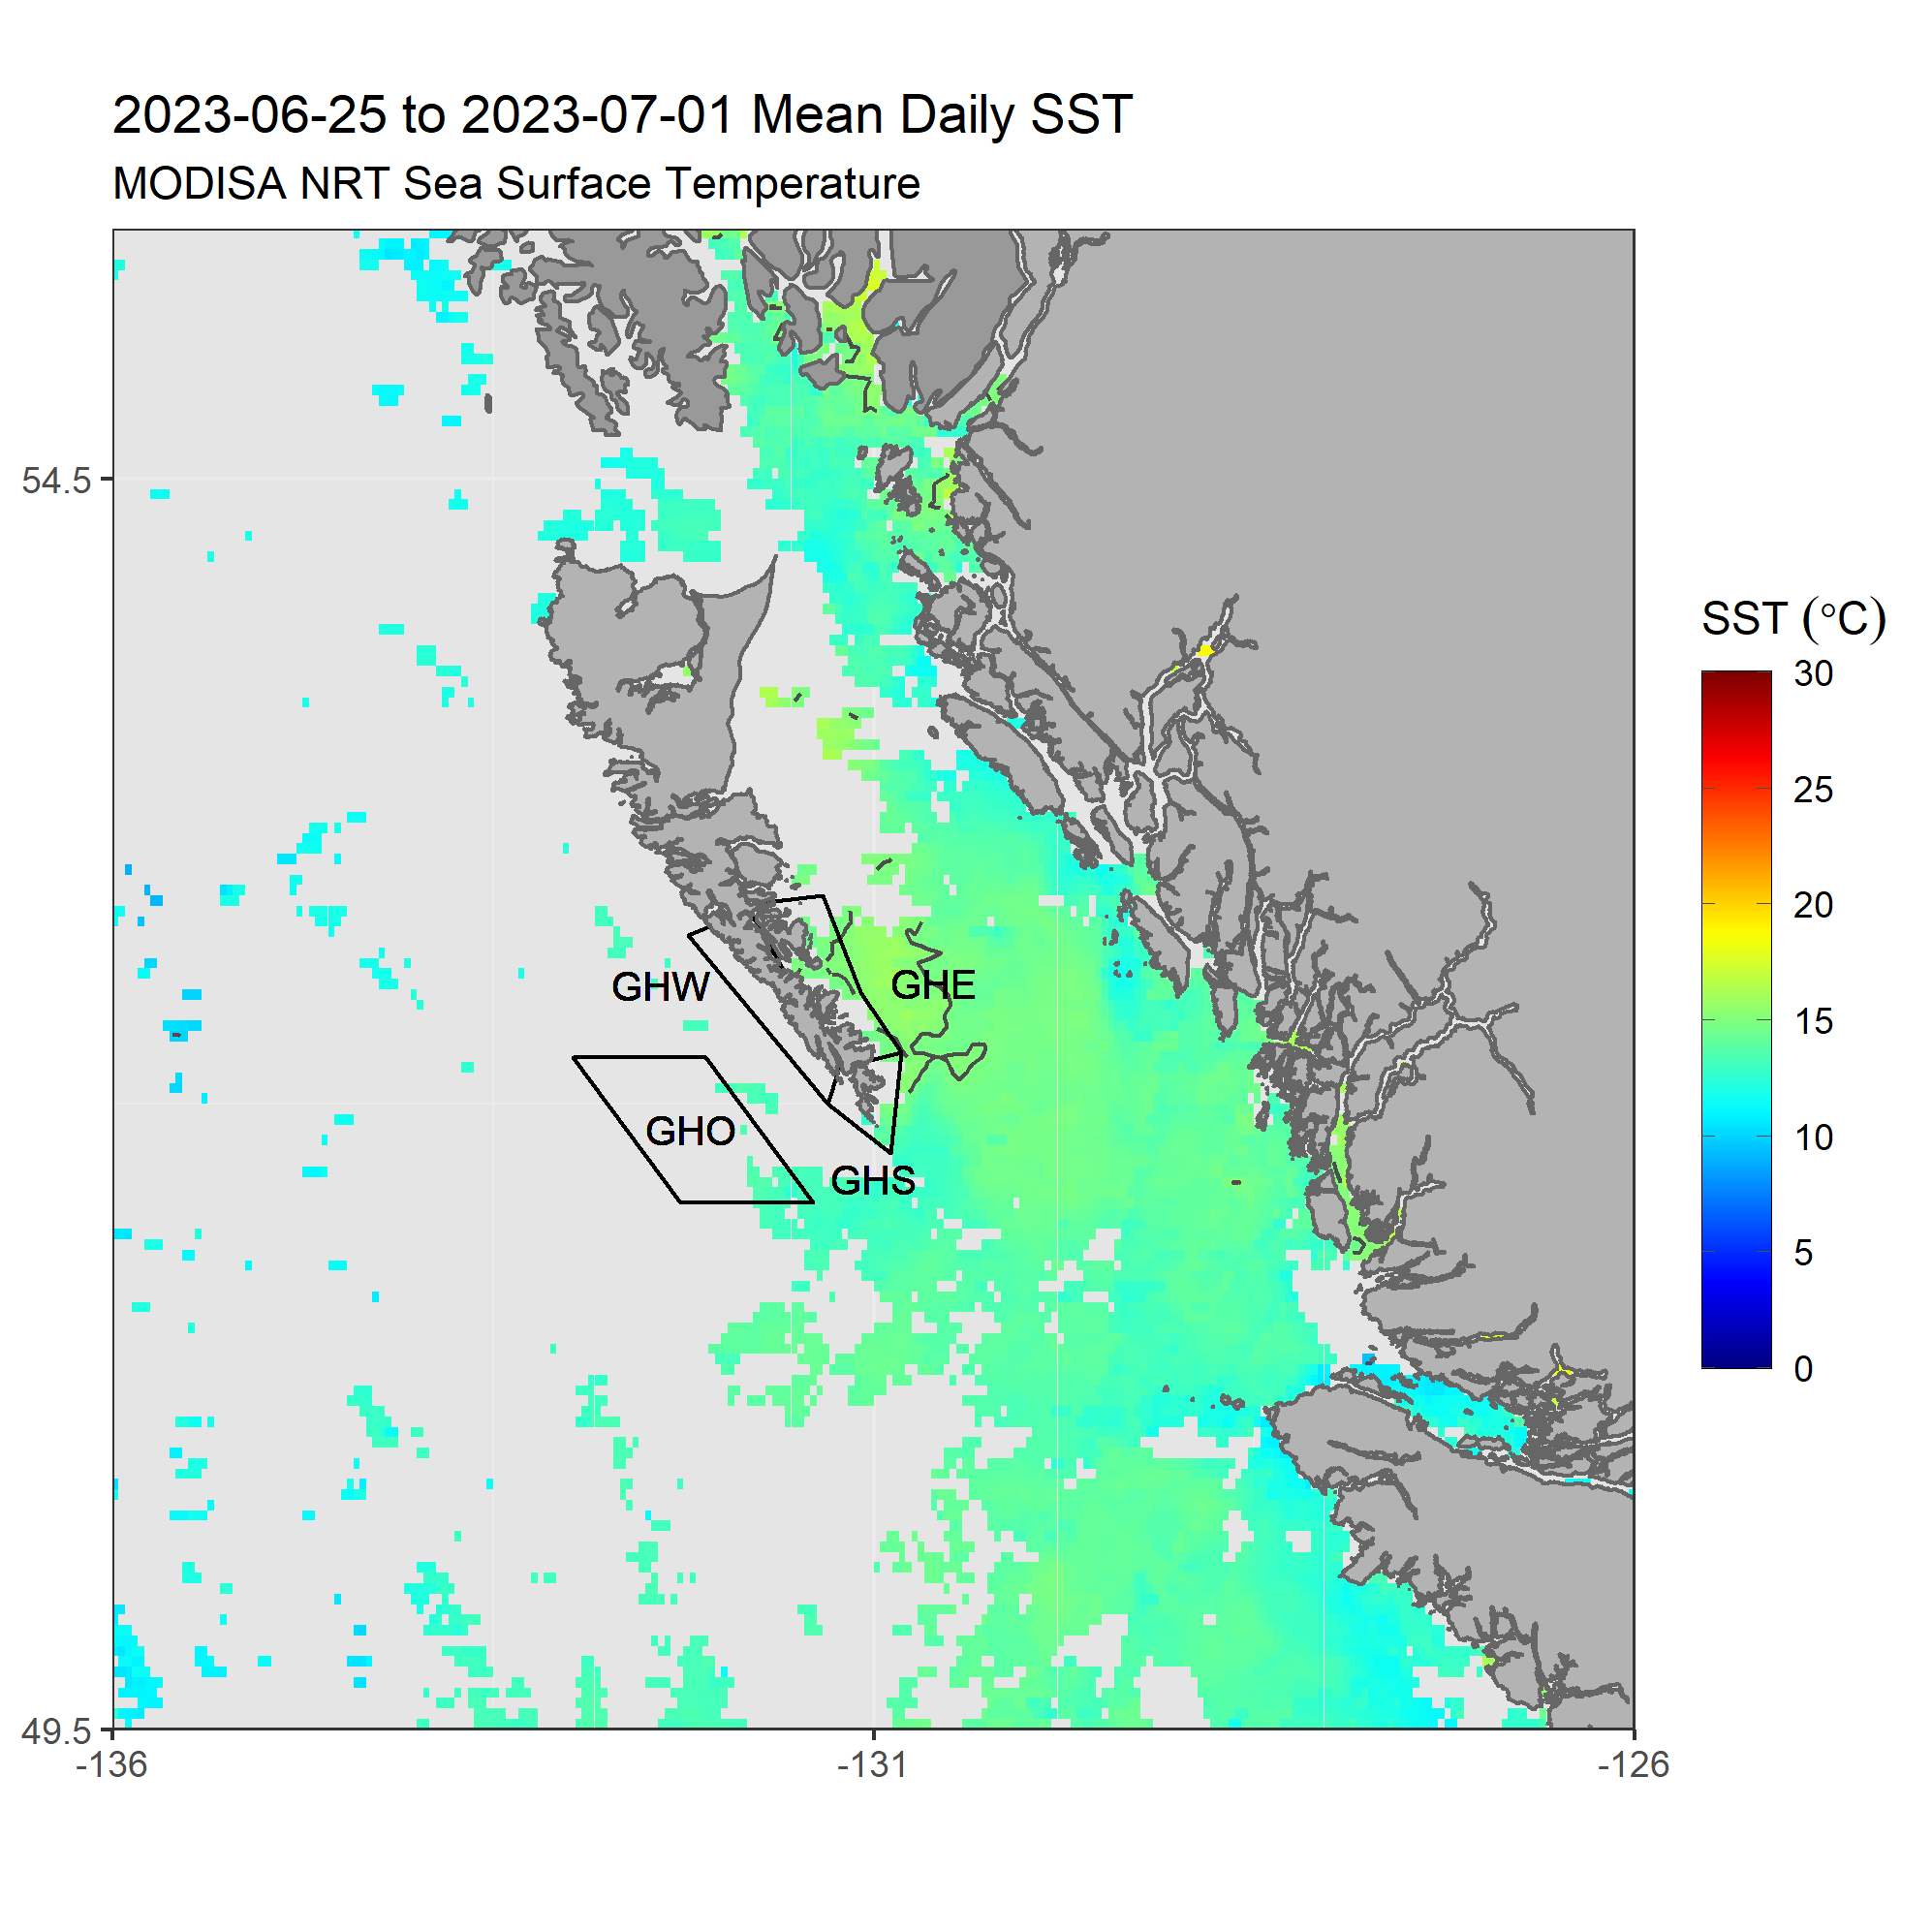 2023-06-25 to 2023-07-01 Mean Daily SST
MODISA NRT Sea Surface Temperature
54.5
49.5
-136
-131
-126
GHW
GHE
GHO
GHS
SST (°C)
30
25
20
15
10
5
0